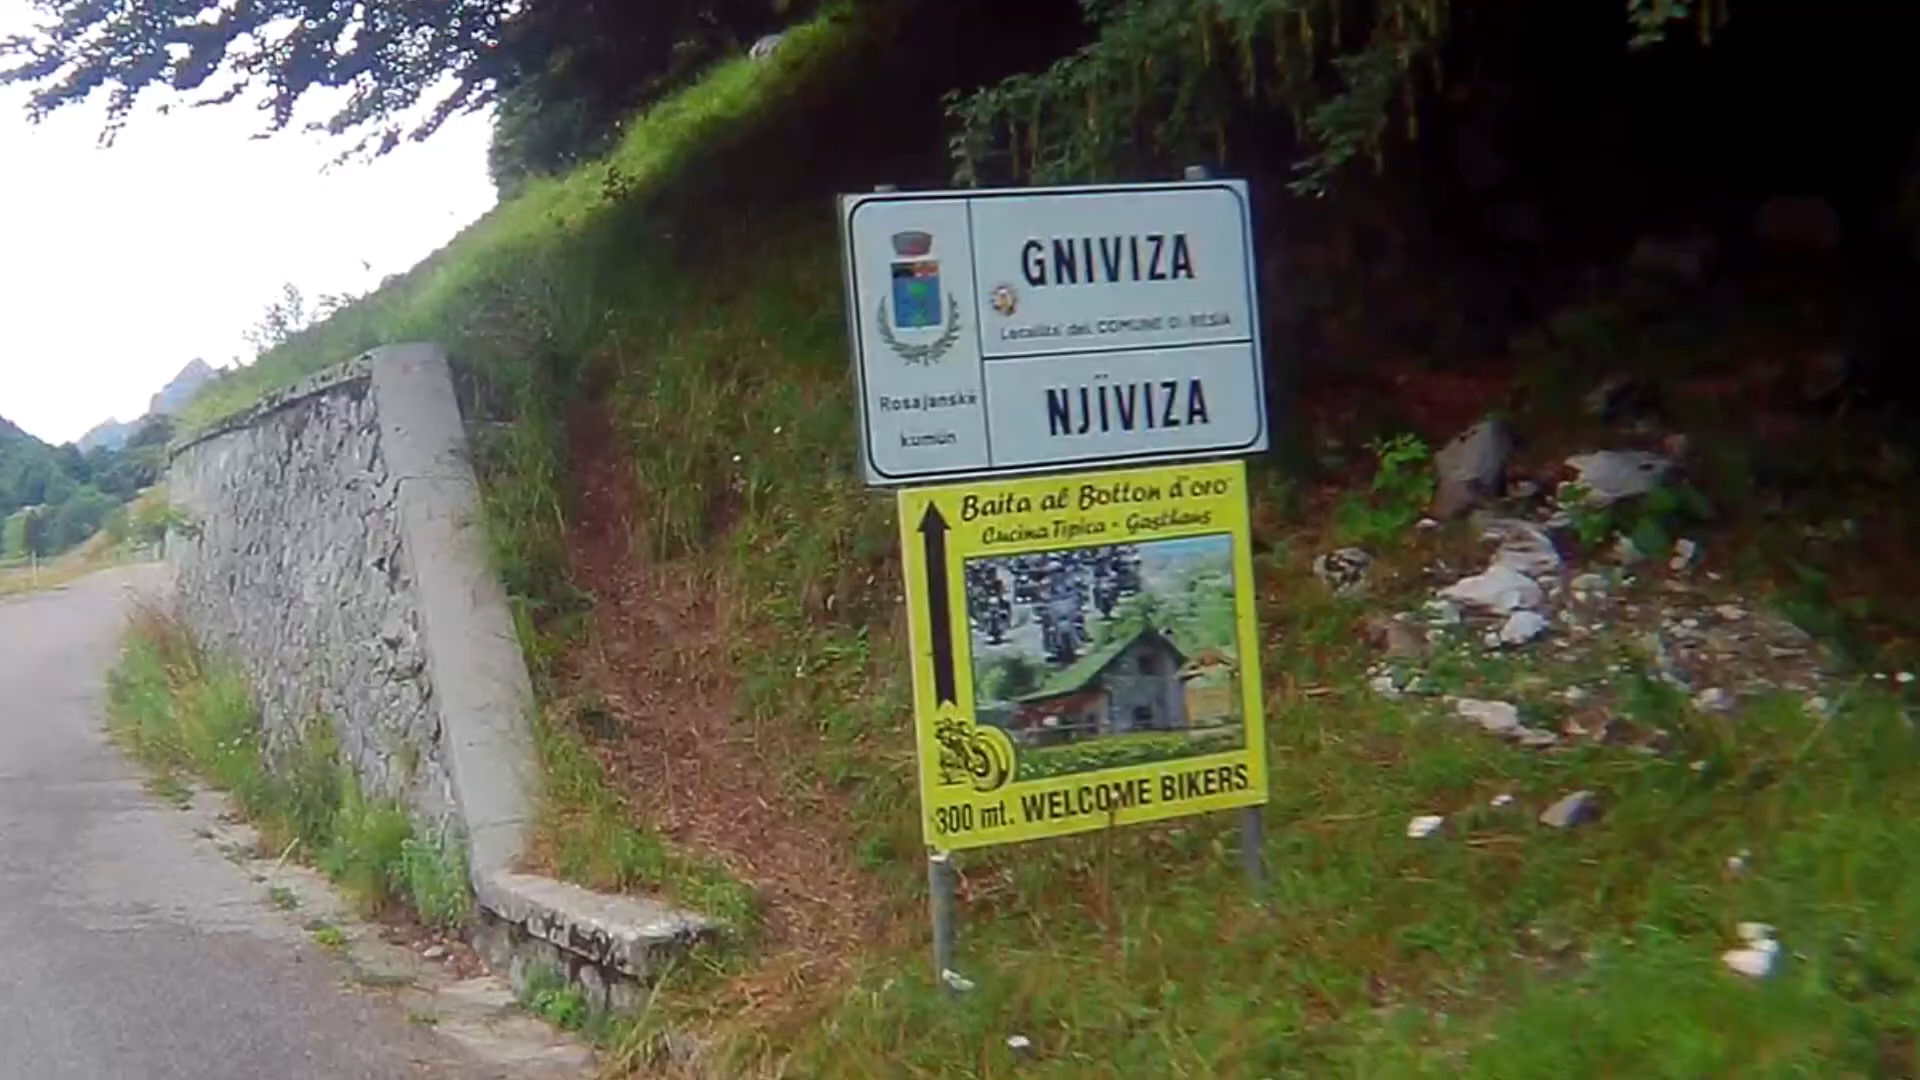 GNIVIZA
Località del COMUNE DI RESIA
Rosajanskë
kumün
NJÏVIZA
Baita al Botton d'oro
Cucina Tipica - Gasthaus
300 mt. WELCOME BIKERS